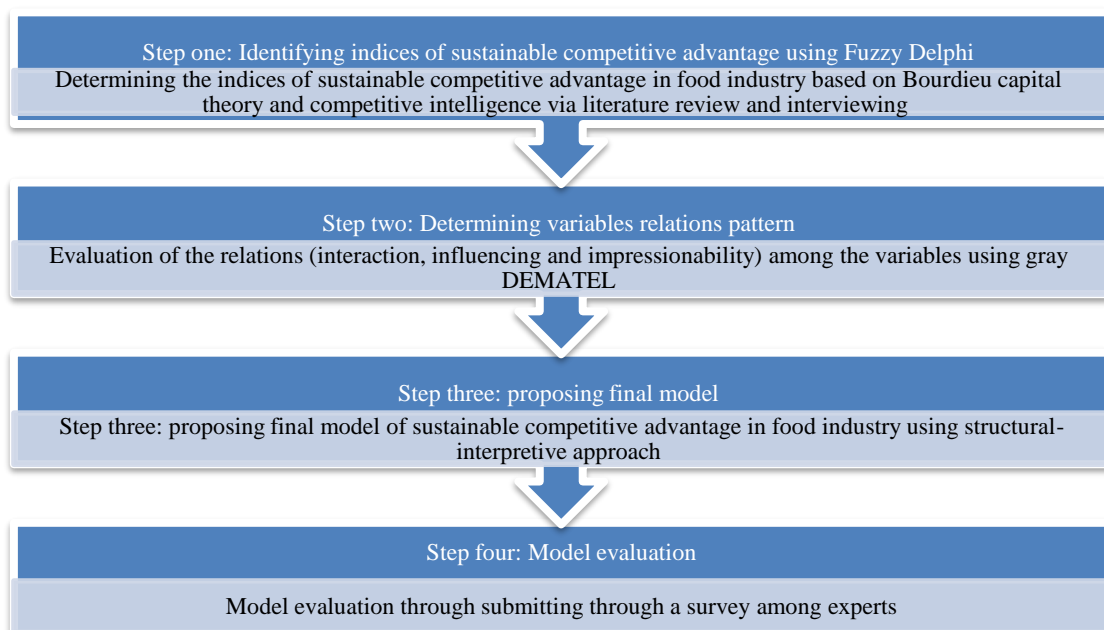 Step one: Identifying indices of sustainable competitive advantage using Fuzzy Delphi
Determining the indices of sustainable competitive advantage in food industry based on Bourdieu capital
theory and competitive intelligence via literature review and interviewing
Step two: Determining variables relations pattern
Evaluation of the relations (interaction, influencing and impressionability) among the variables using gray
DEMATEL
Step three: proposing final model
Step three: proposing final model of sustainable competitive advantage in food industry using structural-
interpretive approach
Step four: Model evaluation
Model evaluation through submitting through a survey among experts